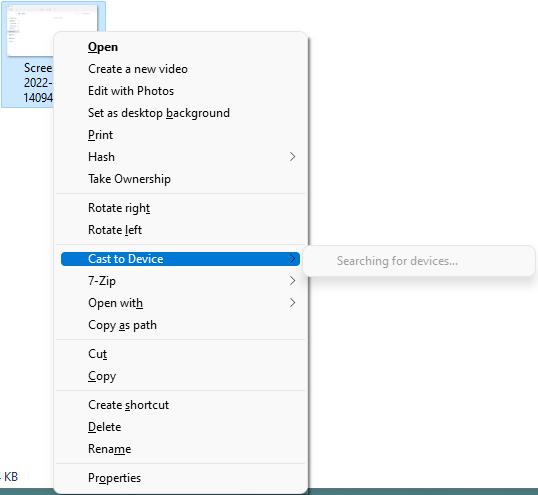 Open
Create a new video
Edit with Photos
Set as desktop background
Print
Hash
Take Ownership
Rotate right
Rotate left
Cast to Device
Searching for devices...
7-Zip
Open with
Copy as path
Cut
Copy
Create shortcut
Delete
Rename
Properties
Scree
2022-
14094
KB